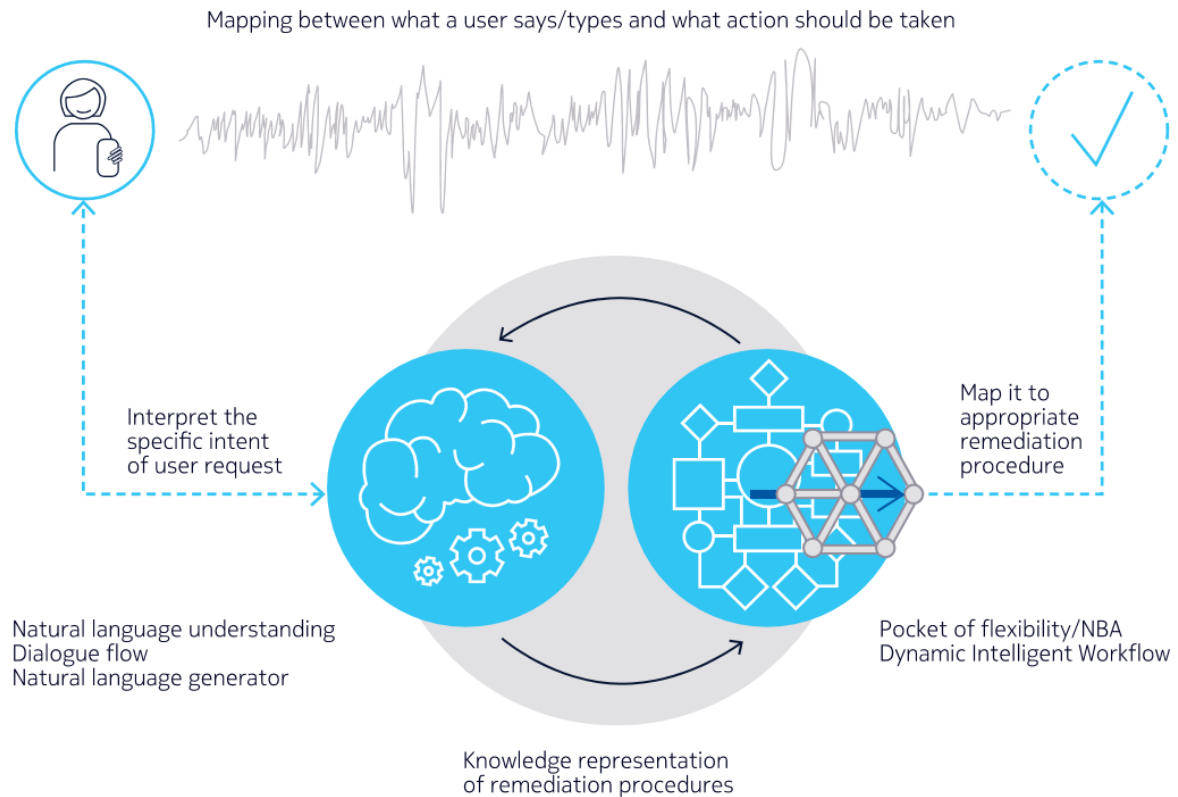 Mapping between what a user says/types and what action should be taken
Interpret the
specific intent
of user request
Map it to
appropriate
remediation
procedure
Natural language understanding
Dialogue flow
Natural language generator
Pocket of flexibility/NBA
Dynamic Intelligent Workflow
Knowledge representation
of remediation procedures